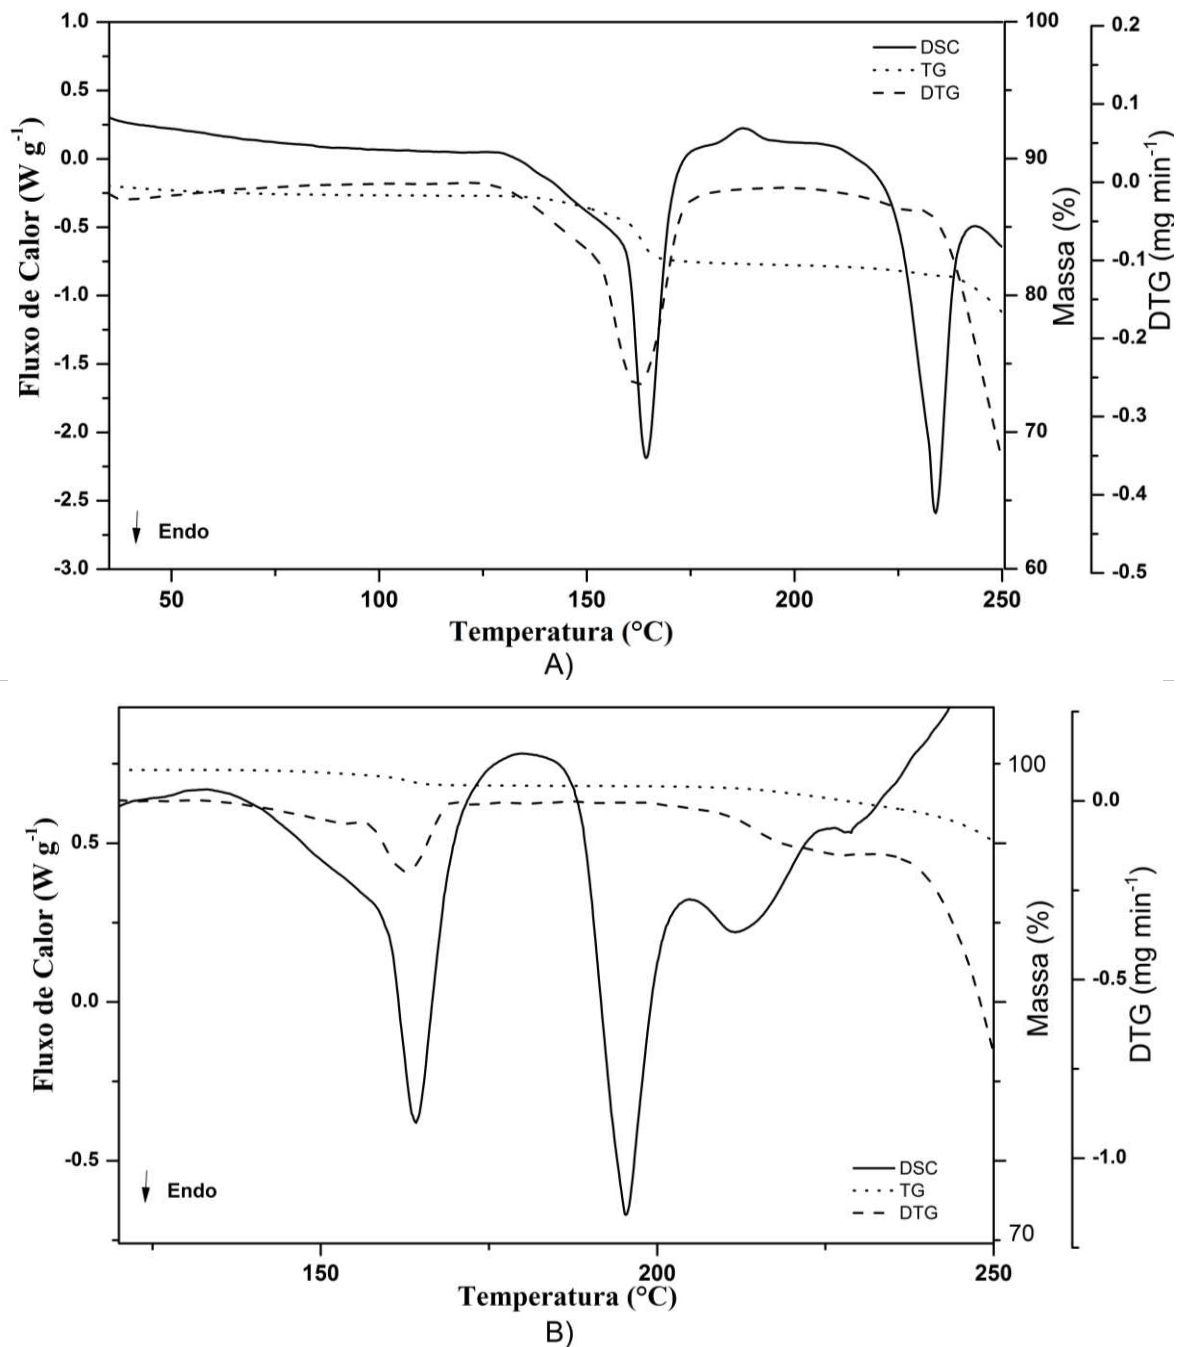 1.0
0.5
0.0
-0.5
-1.0
-1.5
-2.0
-2.5
-3.0
Fluxo de Calor (W g⁻¹)
DSC
TG
DTG
Endo
50
100
150
200
250
Temperatura (°C)
100
90
80
70
60
Massa (%)
0.2
0.1
0.0
-0.1
-0.2
-0.3
-0.4
-0.5
DTG (mg min⁻¹)
A)
0.5
0.0
-0.5
Fluxo de Calor (W g⁻¹)
Endo
DSC
TG
DTG
150
200
250
Temperatura (°C)
100
70
Massa (%)
0.0
-0.5
-1.0
DTG (mg min⁻¹)
B)